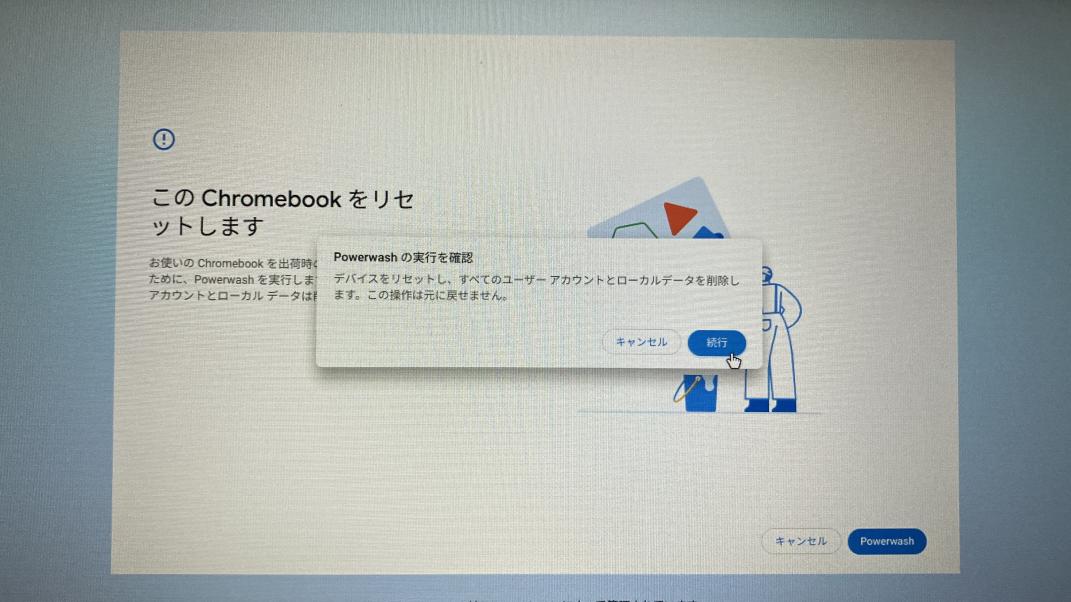 この Chromebook をリセ
ットします
お使いの Chromebook を出荷時
ために、Powerwash を実行しま
アカウントとローカル データは
Powerwash の実行を確認
デバイスをリセットし、すべてのユーザー アカウントとローカルデータを削除し
ます。この操作は元に戻せません。
キャンセル
続行
キャンセル
Powerwash